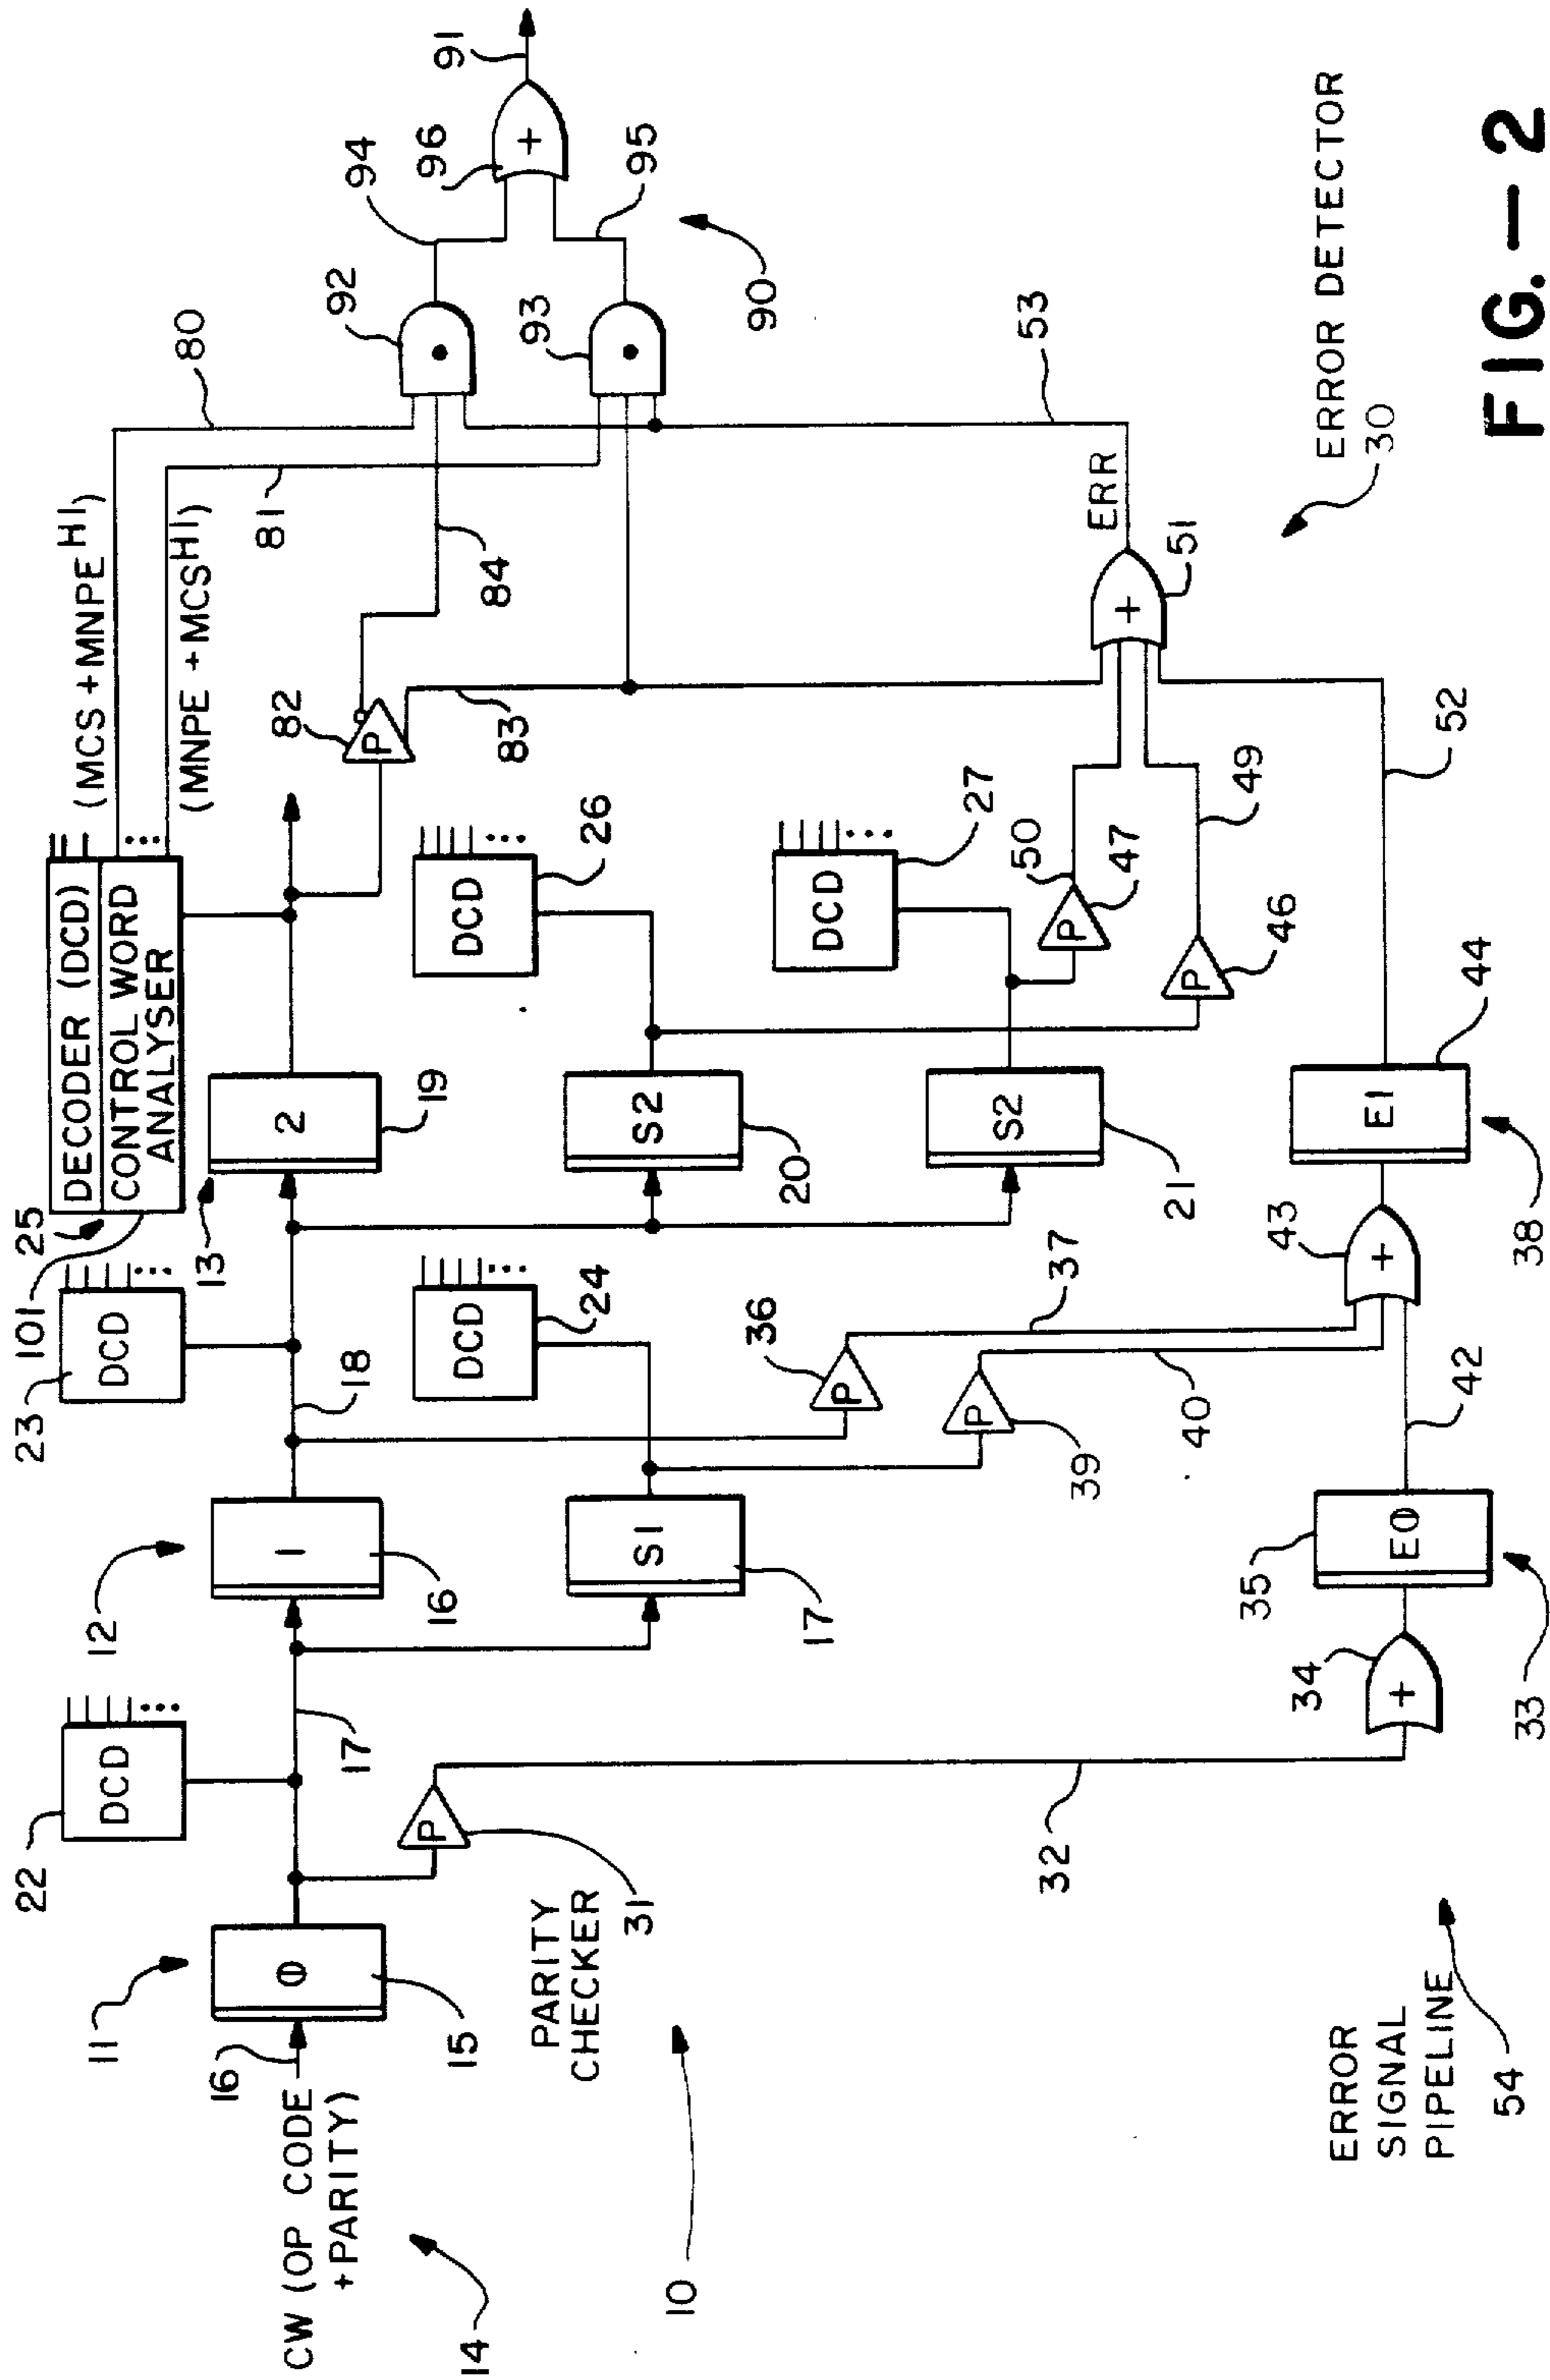 25
DECODER (DCD)
CONTROL WORD
ANALYSER
101
(MCS + MNPE HI)
80
(MNPE + MCS HI)
81
22
DCD
23
DCD
13
11
12
16
CW (OP CODE
+ PARITY)
14
0
15
17
1
16
18
2
19
82
P
84
83
92
94
96
+
91
93
95
90
PARITY
CHECKER
P
31
S1
17
DCD
24
S2
20
DCD
26
10
P
36
37
P
39
40
S2
21
DCD
27
50
P
47
P
46
49
32
+
51
ERR
53
ERROR
SIGNAL
PIPELINE
54
34
+
33
35
E0
42
43
+
38
E1
44
52
30
ERROR DETECTOR
FIG.-2